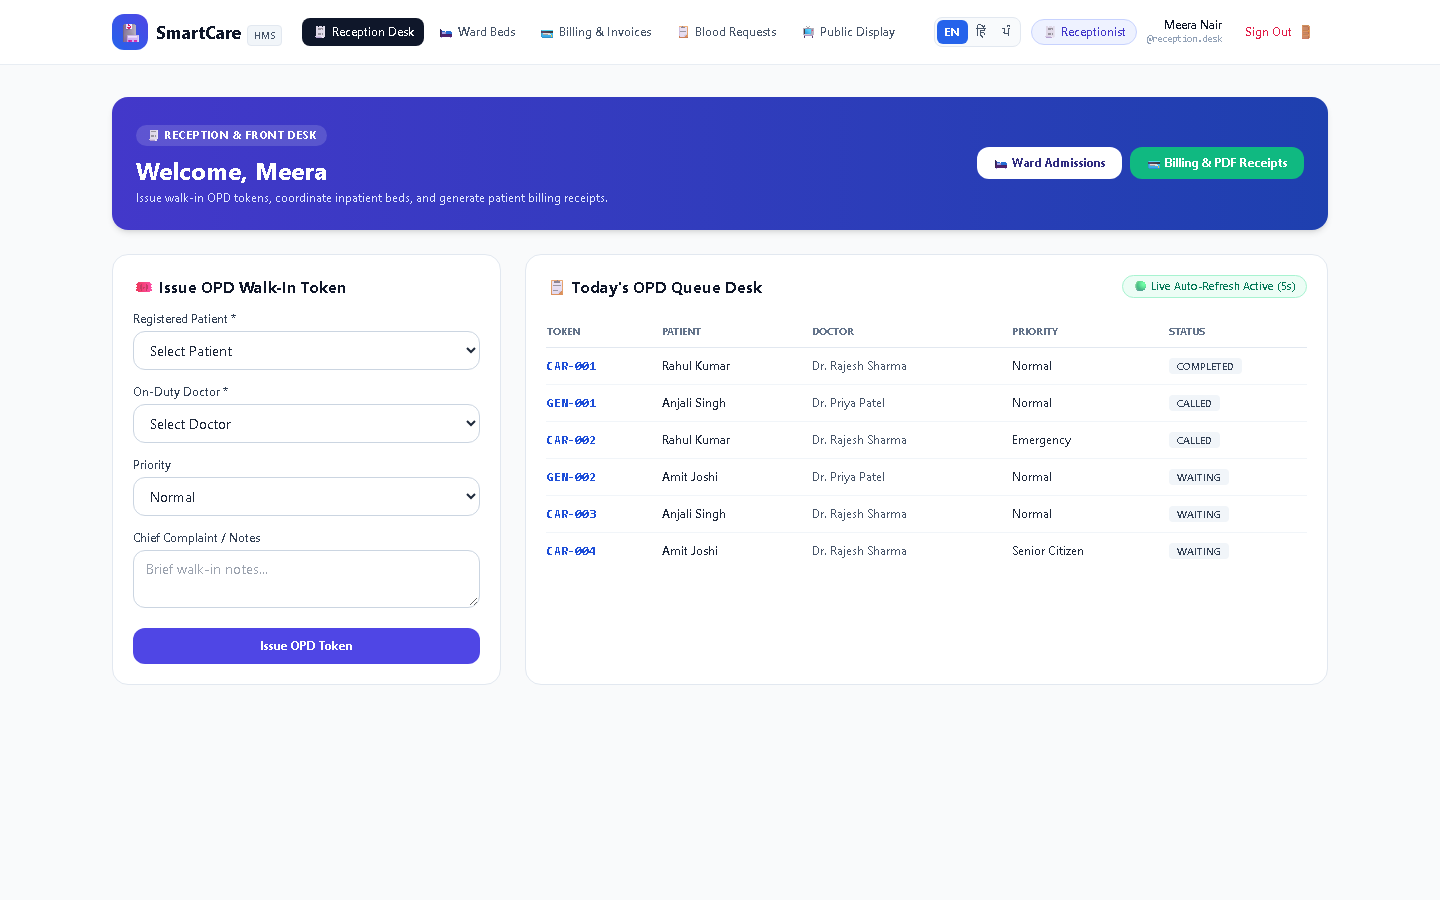 SmartCare HMS
Reception Desk
Ward Beds
Billing & Invoices
Blood Requests
Public Display
EN हिं ਪੰ
Receptionist
Meera Nair
@reception.desk
Sign Out
RECEPTION & FRONT DESK
Welcome, Meera
Issue walk-in OPD tokens, coordinate inpatient beds, and generate patient billing receipts.
Ward Admissions
Billing & PDF Receipts
Issue OPD Walk-In Token
Registered Patient *
Select Patient
On-Duty Doctor *
Select Doctor
Priority
Normal
Chief Complaint / Notes
Brief walk-in notes...
Issue OPD Token
Today's OPD Queue Desk
Live Auto-Refresh Active (5s)
TOKEN PATIENT DOCTOR PRIORITY STATUS
CAR-001 Rahul Kumar Dr. Rajesh Sharma Normal COMPLETED
GEN-001 Anjali Singh Dr. Priya Patel Normal CALLED
CAR-002 Rahul Kumar Dr. Rajesh Sharma Emergency CALLED
GEN-002 Amit Joshi Dr. Priya Patel Normal WAITING
CAR-003 Anjali Singh Dr. Rajesh Sharma Normal WAITING
CAR-004 Amit Joshi Dr. Rajesh Sharma Senior Citizen WAITING